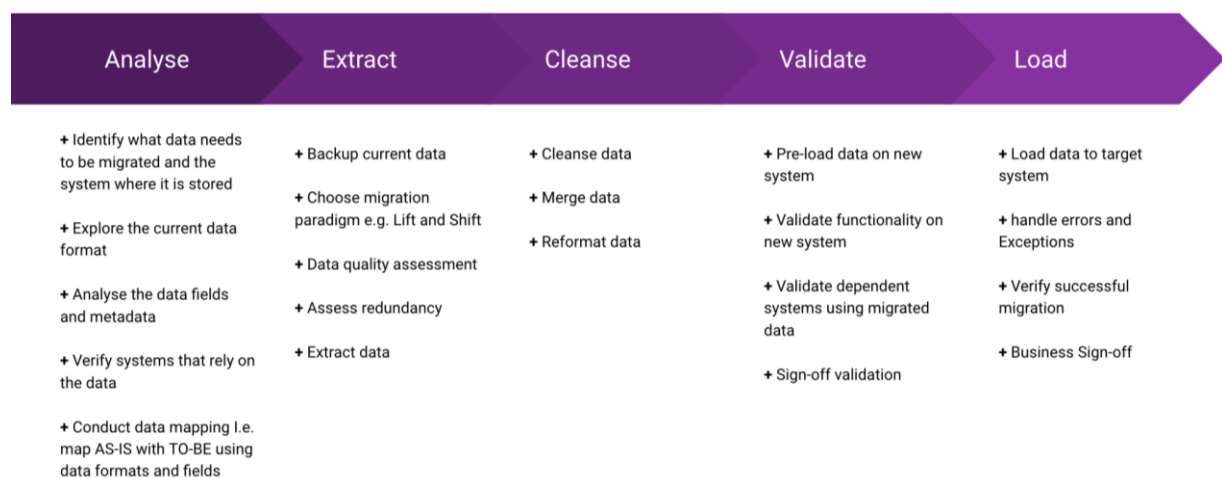 Analyse
Extract
Cleanse
Validate
Load
+ Identify what data needs
to be migrated and the
system where it is stored
+ Explore the current data
format
+ Analyse the data fields
and metadata
+ Verify systems that rely on
the data
+ Conduct data mapping I.e.
map AS-IS with TO-BE using
data formats and fields
+ Backup current data
+ Choose migration
paradigm e.g. Lift and Shift
+ Data quality assessment
+ Assess redundancy
+ Extract data
+ Cleanse data
+ Merge data
+ Reformat data
+ Pre-load data on new
system
+ Validate functionality on
new system
+ Validate dependent
systems using migrated
data
+ Sign-off validation
+ Load data to target
system
+ handle errors and
Exceptions
+ Verify successful
migration
+ Business Sign-off